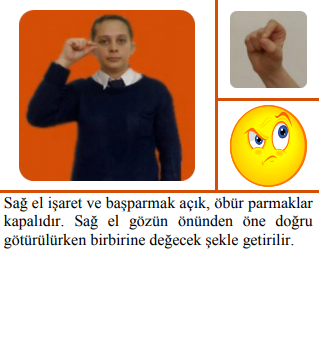 Sağ el işaret ve başparmak açık, öbür parmaklar
kapalıdır. Sağ el gözün önünden öne doğru
götürülürken birbirine değecek şekle getirilir.